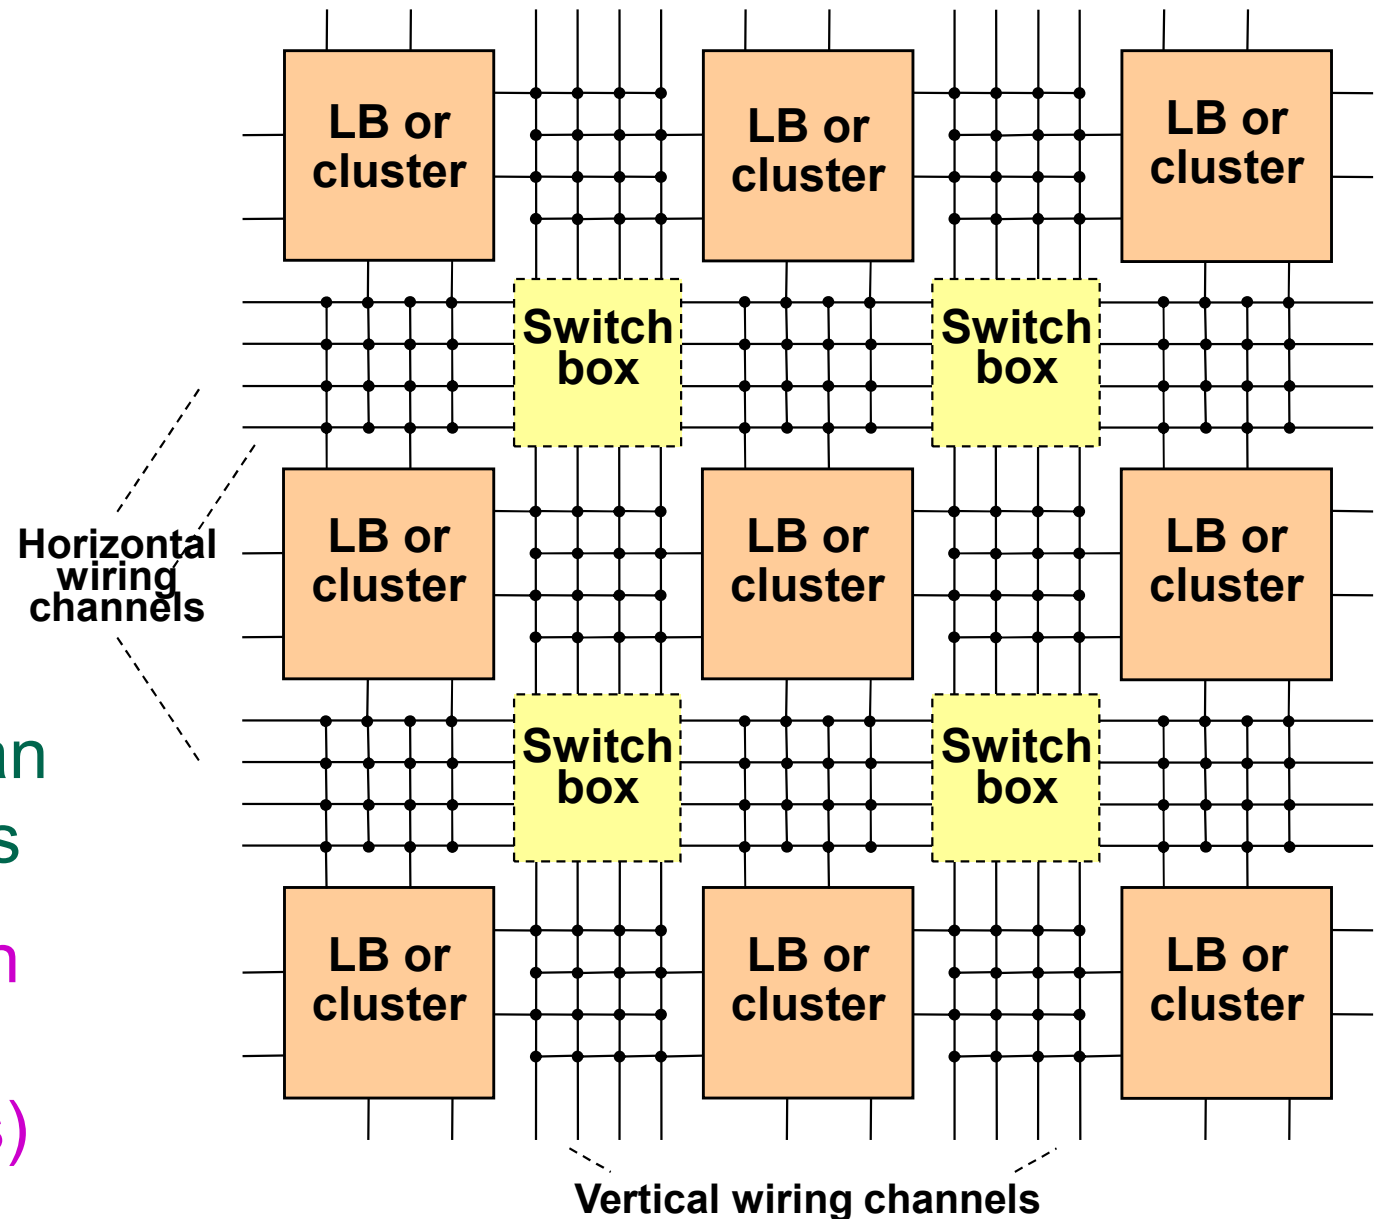 LB or
cluster
LB or
cluster
LB or
cluster
Switch
box
Switch
box
LB or
cluster
LB or
cluster
LB or
cluster
Horizontal
wiring
channels
Switch
box
Switch
box
an
s
LB or
cluster
LB or
cluster
LB or
cluster
n
s)
Vertical wiring channels